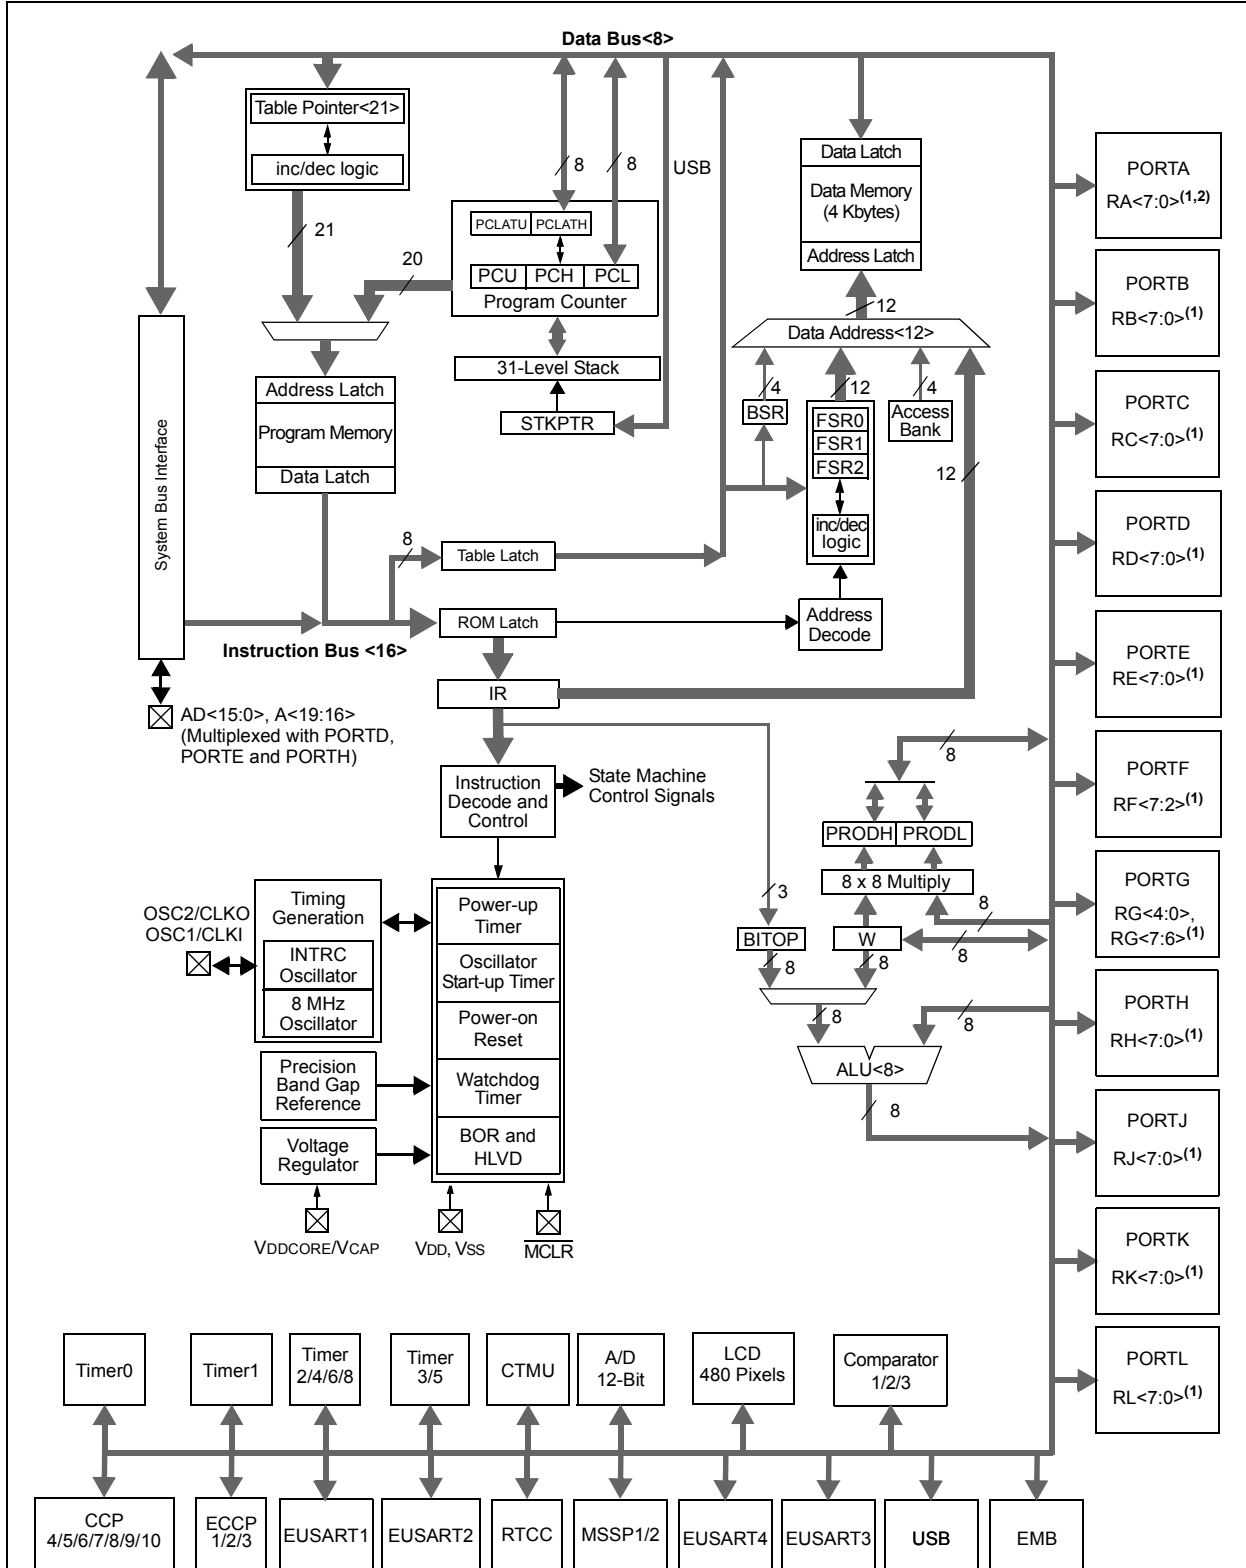 Data Bus<8>
Table Pointer<21>
inc/dec logic
21
8
8
USB
PCLATU PCLATH
PCU PCH PCL
Program Counter
20
31-Level Stack
STKPTR
Address Latch
Program Memory
Data Latch
System Bus Interface
Data Latch
Data Memory
(4 Kbytes)
Address Latch
12
Data Address<12>
4
12
4
BSR
FSR0
FSR1
FSR2
inc/dec
logic
Access
Bank
12
8
Table Latch
ROM Latch
Address
Decode
Instruction Bus <16>
IR
AD<15:0>, A<19:16>
(Multiplexed with PORTD,
PORTE and PORTH)
Instruction
Decode and
Control
State Machine
Control Signals
8
PRODH PRODL
8 x 8 Multiply
3
8
BITOP
W
8
8
8
8
8
ALU<8>
8
OSC2/CLKO
OSC1/CLKI
Timing
Generation
INTRC
Oscillator
8 MHz
Oscillator
Precision
Band Gap
Reference
Voltage
Regulator
Power-up
Timer
Oscillator
Start-up Timer
Power-on
Reset
Watchdog
Timer
BOR and
HLVD
VDDCORE/VCAP
VDD, VSS
MCLR
PORTA
RA<7:0>(1,2)
PORTB
RB<7:0>(1)
PORTC
RC<7:0>(1)
PORTD
RD<7:0>(1)
PORTE
RE<7:0>(1)
PORTF
RF<7:2>(1)
PORTG
RG<4:0>,
RG<7:6>(1)
PORTH
RH<7:0>(1)
PORTJ
RJ<7:0>(1)
PORTK
RK<7:0>(1)
PORTL
RL<7:0>(1)
Timer0
Timer1
Timer
2/4/6/8
Timer
3/5
CTMU
A/D
12-Bit
LCD
480 Pixels
Comparator
1/2/3
CCP
4/5/6/7/8/9/10
ECCP
1/2/3
EUSART1
EUSART2
RTCC
MSSP1/2
EUSART4
EUSART3
USB
EMB